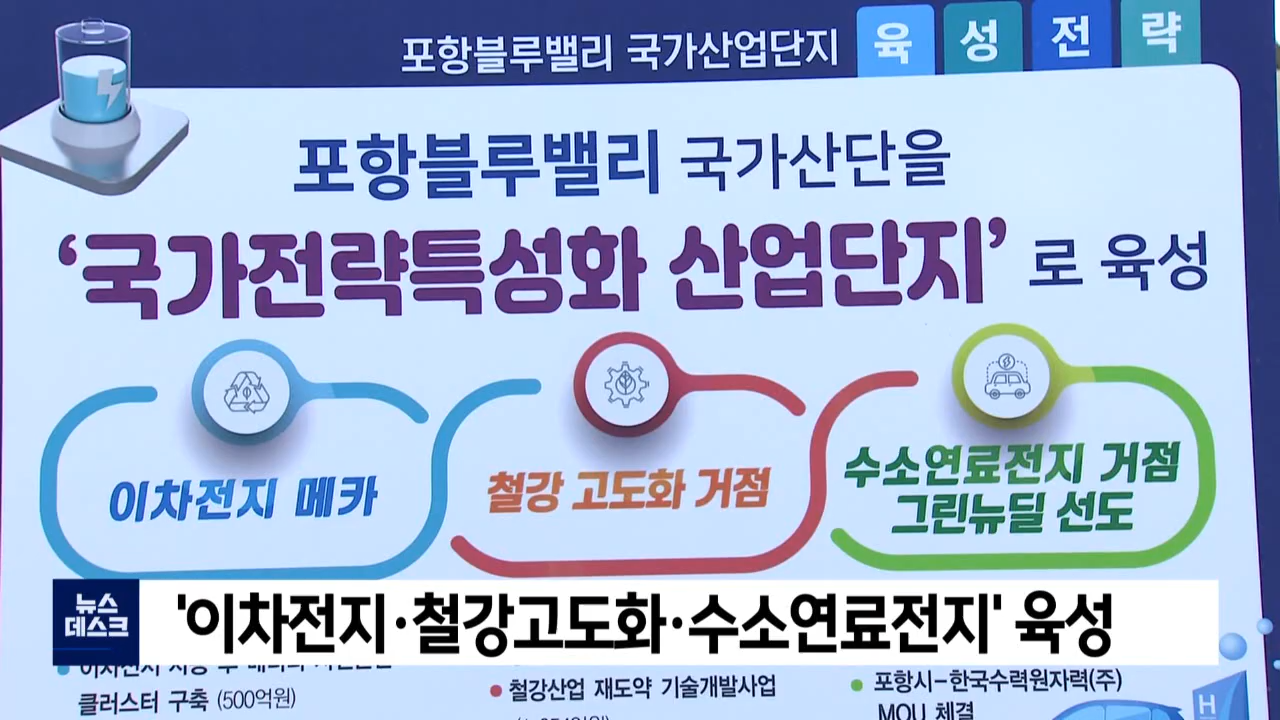 포항블루밸리 국가산업단지 육성전략
포항블루밸리 국가산단을
‘국가전략특성화 산업단지’로 육성
이차전지 메카
철강 고도화 거점
수소연료전지 거점
그린뉴딜 선도
뉴스
데스크
'이차전지·철강고도화·수소연료전지' 육성
이차전지
클러스터 구축 (500억원)
철강산업 재도약 기술개발사업
포항시-한국수력원자력(주)
MOU 체결
H